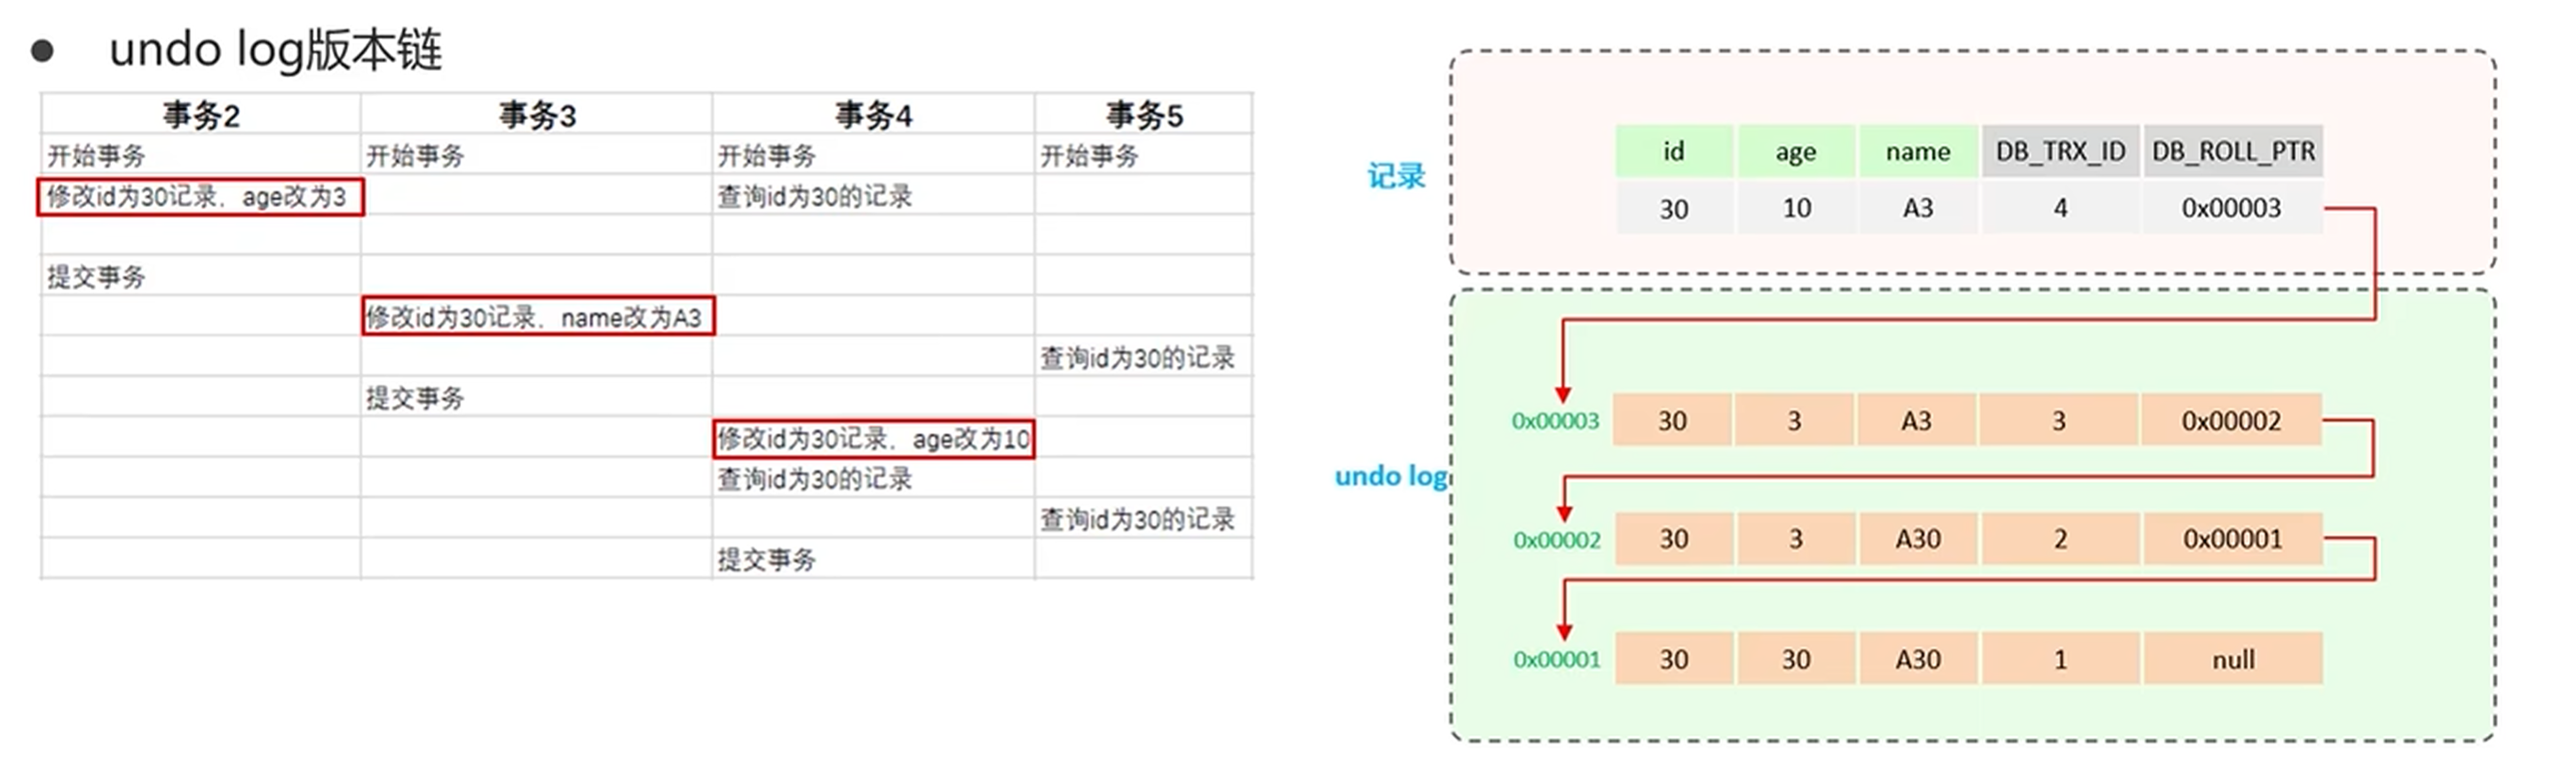 undo log版本链
事务2 事务3 事务4 事务5
开始事务 开始事务 开始事务 开始事务
修改id为30记录，age改为3 查询id为30的记录
提交事务
修改id为30记录，name改为A3
查询id为30的记录
提交事务
修改id为30记录，age改为10
查询id为30的记录
查询id为30的记录
提交事务
记录
id age name DB_TRX_ID DB_ROLL_PTR
30 10 A3 4 0x00003
undo log
0x00003 30 3 A3 3 0x00002
0x00002 30 3 A30 2 0x00001
0x00001 30 30 A30 1 null